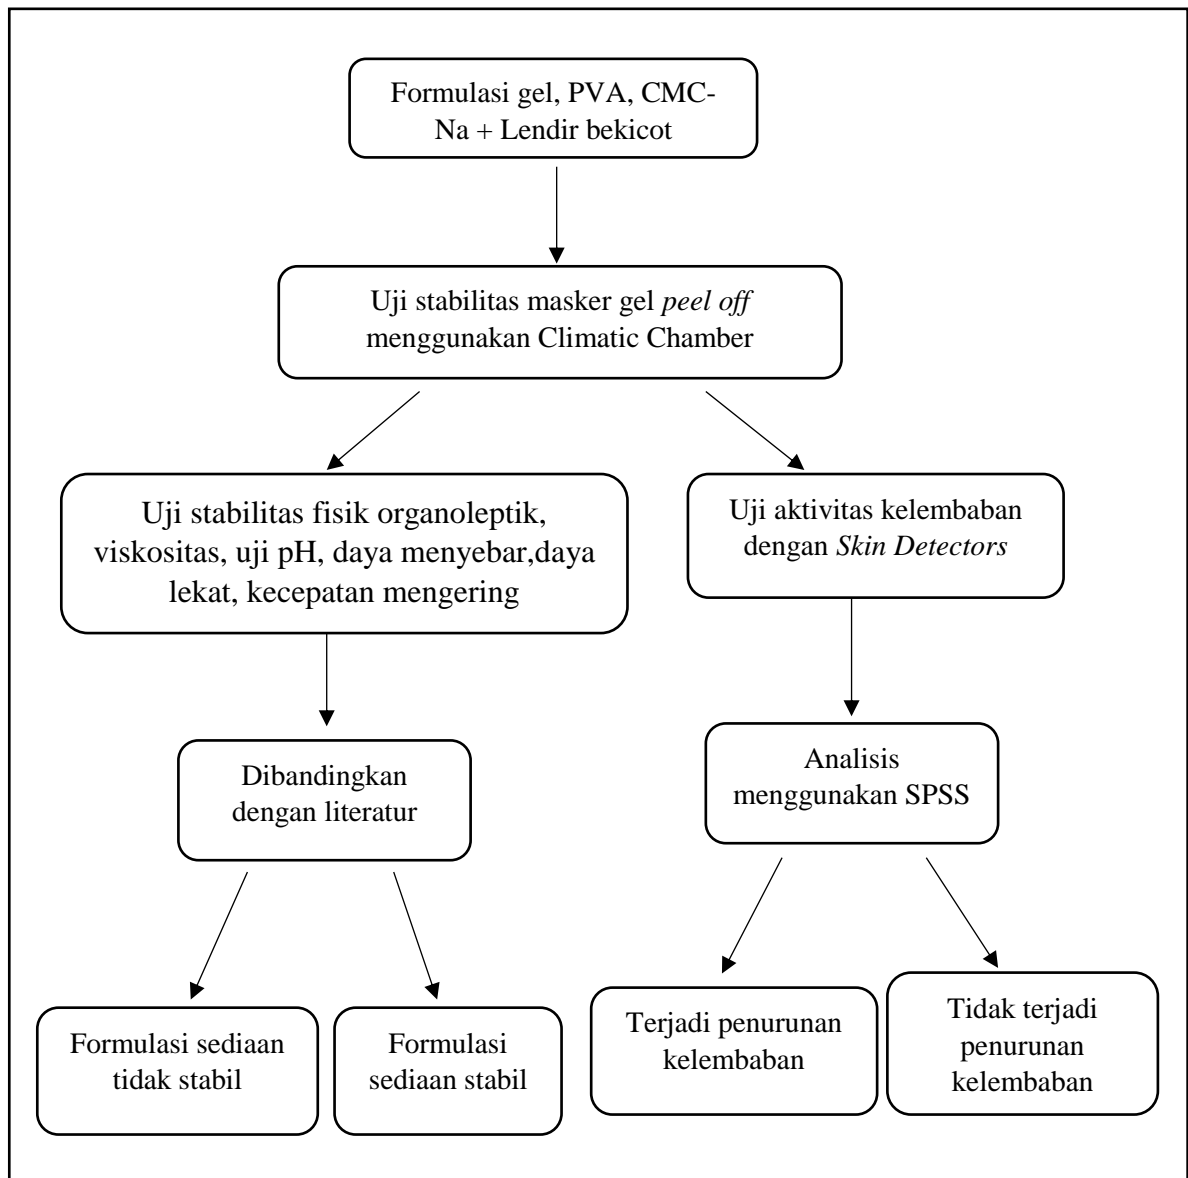 Formulasi gel, PVA, CMC-
Na + Lendir bekicot
Uji stabilitas masker gel peel off
menggunakan Climatic Chamber
Uji stabilitas fisik organoleptik,
viskositas, uji pH, daya menyebar,daya
lekat, kecepatan mengering
Uji aktivitas kelembaban
dengan Skin Detectors
Dibandingkan
dengan literatur
Analisis
menggunakan SPSS
Formulasi sediaan
tidak stabil
Formulasi
sediaan stabil
Terjadi penurunan
kelembaban
Tidak terjadi
penurunan
kelembaban